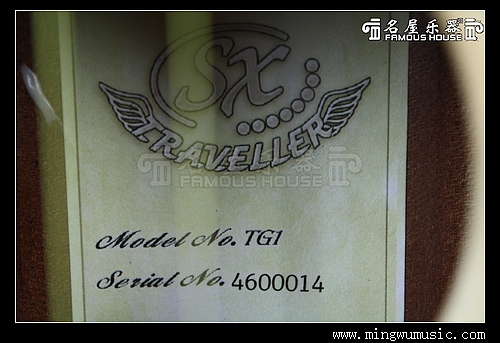 名屋乐器
FAMOUS HOUSE
SX
TRAVELLER
名屋乐器
FAMOUS HOUSE
Model No. TG1
Serial No. 4600014
www.mingwumusic.com